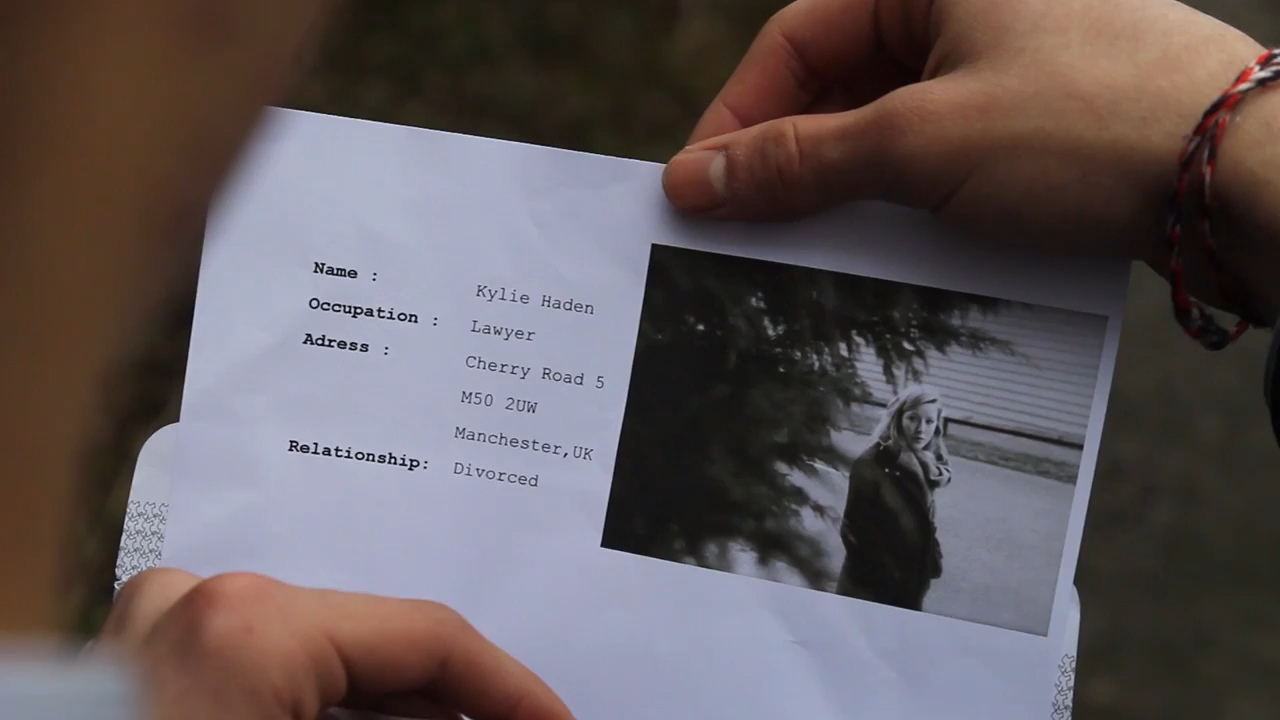 Name : Kylie Haden
Occupation : Lawyer
Adress : Cherry Road 5
M50 2UW
Manchester,UK
Relationship: Divorced